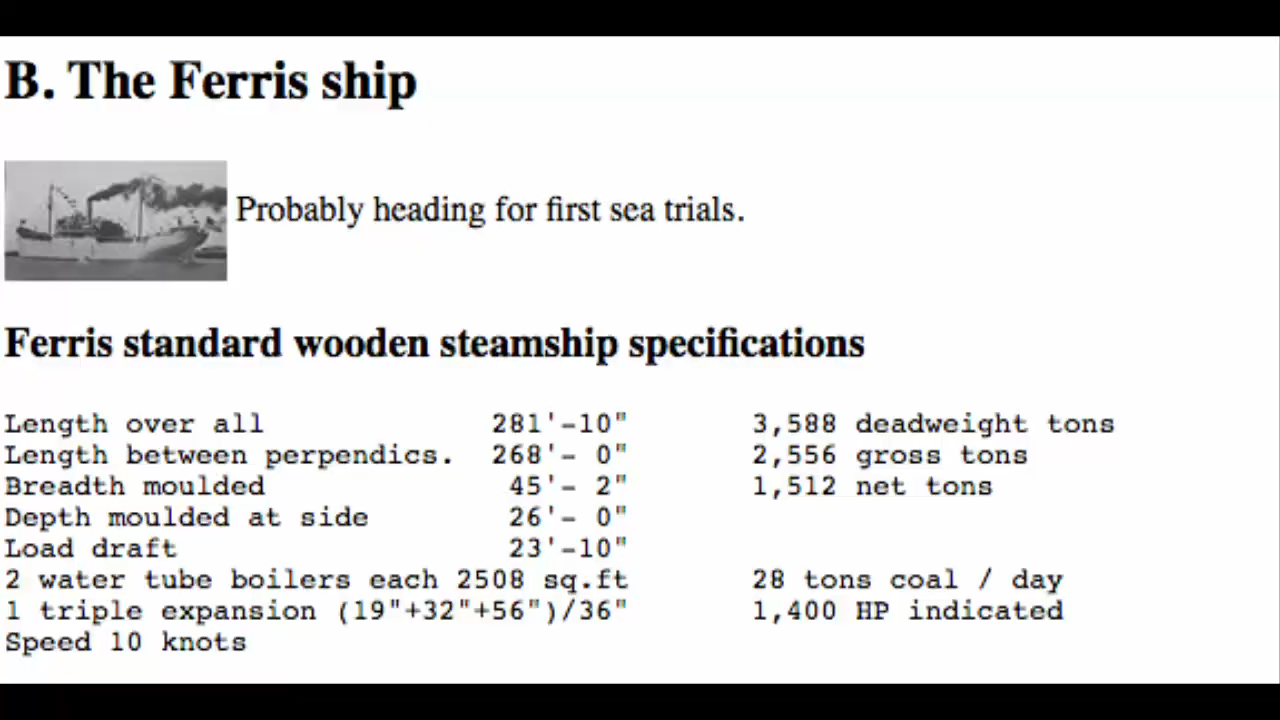 B. The Ferris ship
Probably heading for first sea trials.
Ferris standard wooden steamship specifications
Length over all 281'-10" 3,588 deadweight tons
Length between perpendics. 268'- 0" 2,556 gross tons
Breadth moulded 45'- 2" 1,512 net tons
Depth moulded at side 26'- 0"
Load draft 23'-10"
2 water tube boilers each 2508 sq.ft 28 tons coal / day
1 triple expansion (19"+32"+56")/36" 1,400 HP indicated
Speed 10 knots